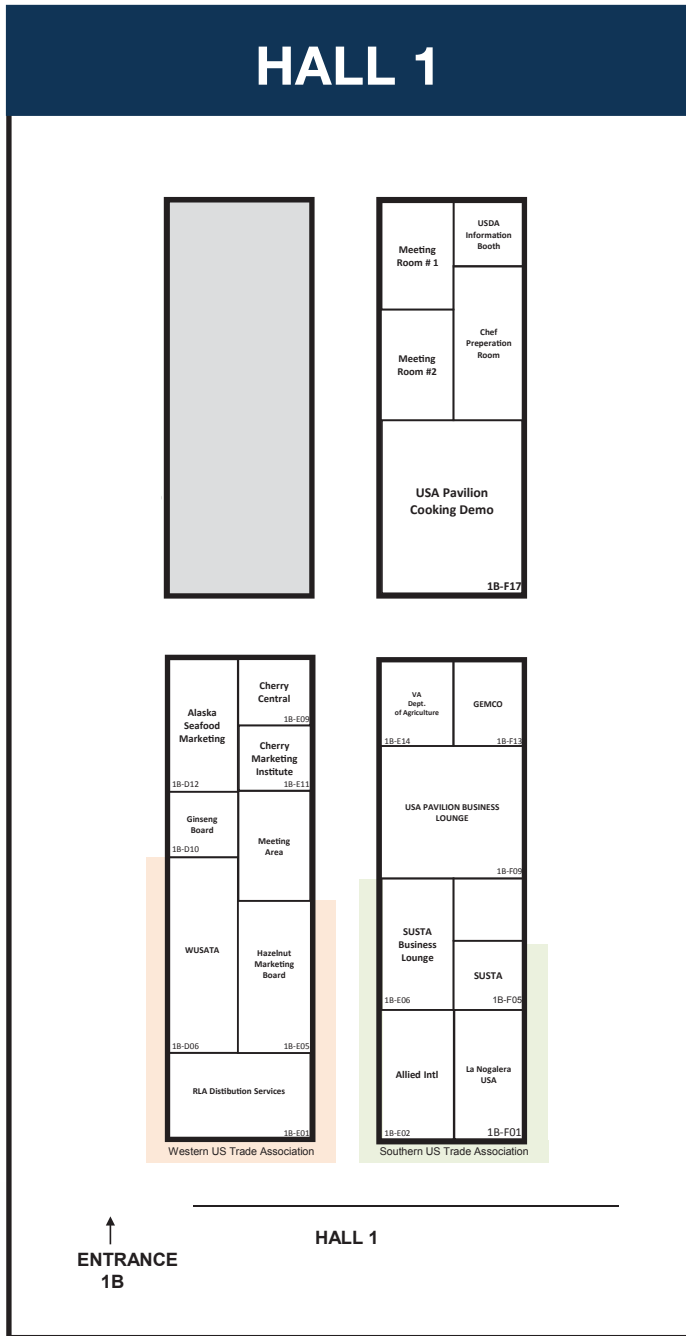 HALL 1
Meeting
Room # 1
USDA
Information
Booth
Meeting
Room #2
Chef
Preperation
Room
USA Pavilion
Cooking Demo
1B-F17
Alaska
Seafood
Marketing
1B-D12
Cherry
Central
1B-E09
Cherry
Marketing
Institute
1B-E11
Ginseng
Board
1B-D10
Meeting
Area
WUSATA
1B-D06
Hazelnut
Marketing
Board
1B-E05
RLA Distibution Services
1B-E01
Western US Trade Association
VA
Dept.
of Agriculture
1B-E14
GEMCO
1B-F13
USA PAVILION BUSINESS
LOUNGE
1B-F09
SUSTA
Business
Lounge
1B-E06
SUSTA
1B-F05
Allied Intl
1B-E02
La Nogalera
USA
1B-F01
Southern US Trade Association
ENTRANCE
1B
HALL 1